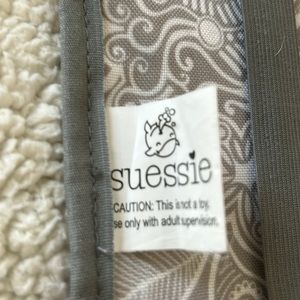 suessie
CAUTION: This is not a toy.
se only with adult supervision.